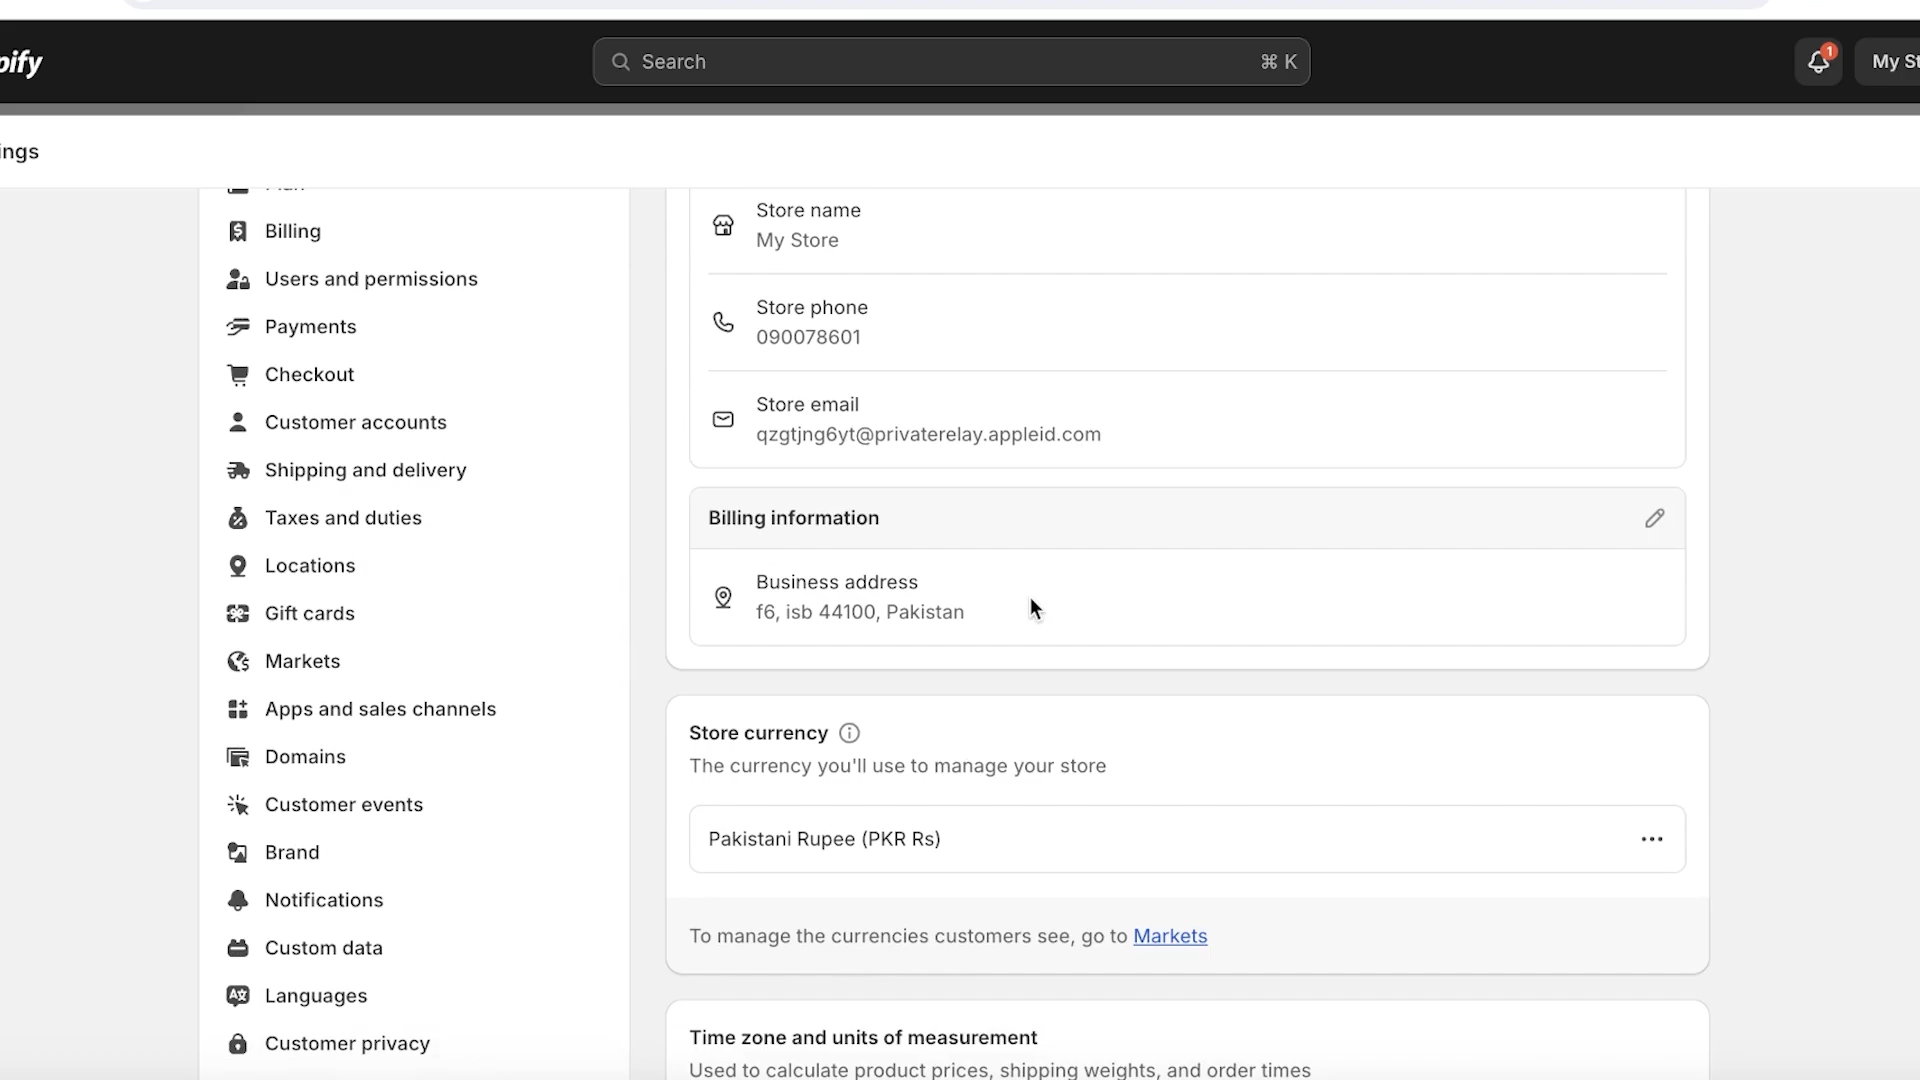 pify
Search
⌘ K
1
My St
ings
Billing
Users and permissions
Payments
Checkout
Customer accounts
Shipping and delivery
Taxes and duties
Locations
Gift cards
Markets
Apps and sales channels
Domains
Customer events
Brand
Notifications
Custom data
Languages
Customer privacy
Store name
My Store
Store phone
090078601
Store email
qzgtjng6yt@privaterelay.appleid.com
Billing information
Business address
f6, isb 44100, Pakistan
Store currency
The currency you'll use to manage your store
Pakistani Rupee (PKR Rs)
To manage the currencies customers see, go to Markets
Time zone and units of measurement
Used to calculate product prices, shipping weights, and order times